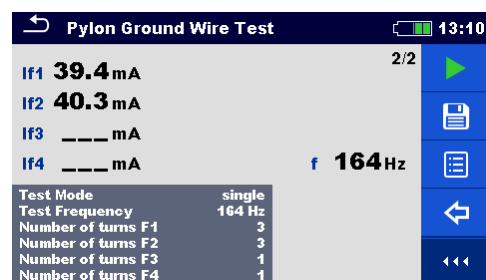 Pylon Ground Wire Test 13:10
2/2
If1 39.4 mA
If2 40.3 mA
If3 ___ mA
If4 ___ mA f 164 Hz
Test Mode single
Test Frequency 164 Hz
Number of turns F1 3
Number of turns F2 3
Number of turns F3 1
Number of turns F4 1